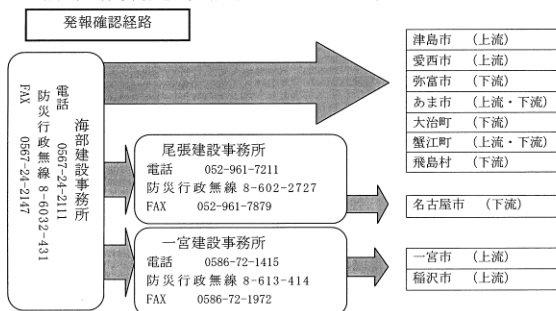 発報確認経路
海部建設事務所
電話 0567-24-2111
防災行政無線 8-6032-431
FAX 0567-24-2147
尾張建設事務所
電話 052-961-7211
防災行政無線 8-602-2727
FAX 052-961-7879
一宮建設事務所
電話 0586-72-1415
防災行政無線 8-613-414
FAX 0586-72-1972
津島市 （上流）
愛西市 （上流）
弥富市 （下流）
あま市 （上流・下流）
大治町 （下流）
蟹江町 （上流・下流）
飛島村 （下流）
名古屋市 （下流）
一宮市 （上流）
稲沢市 （上流）